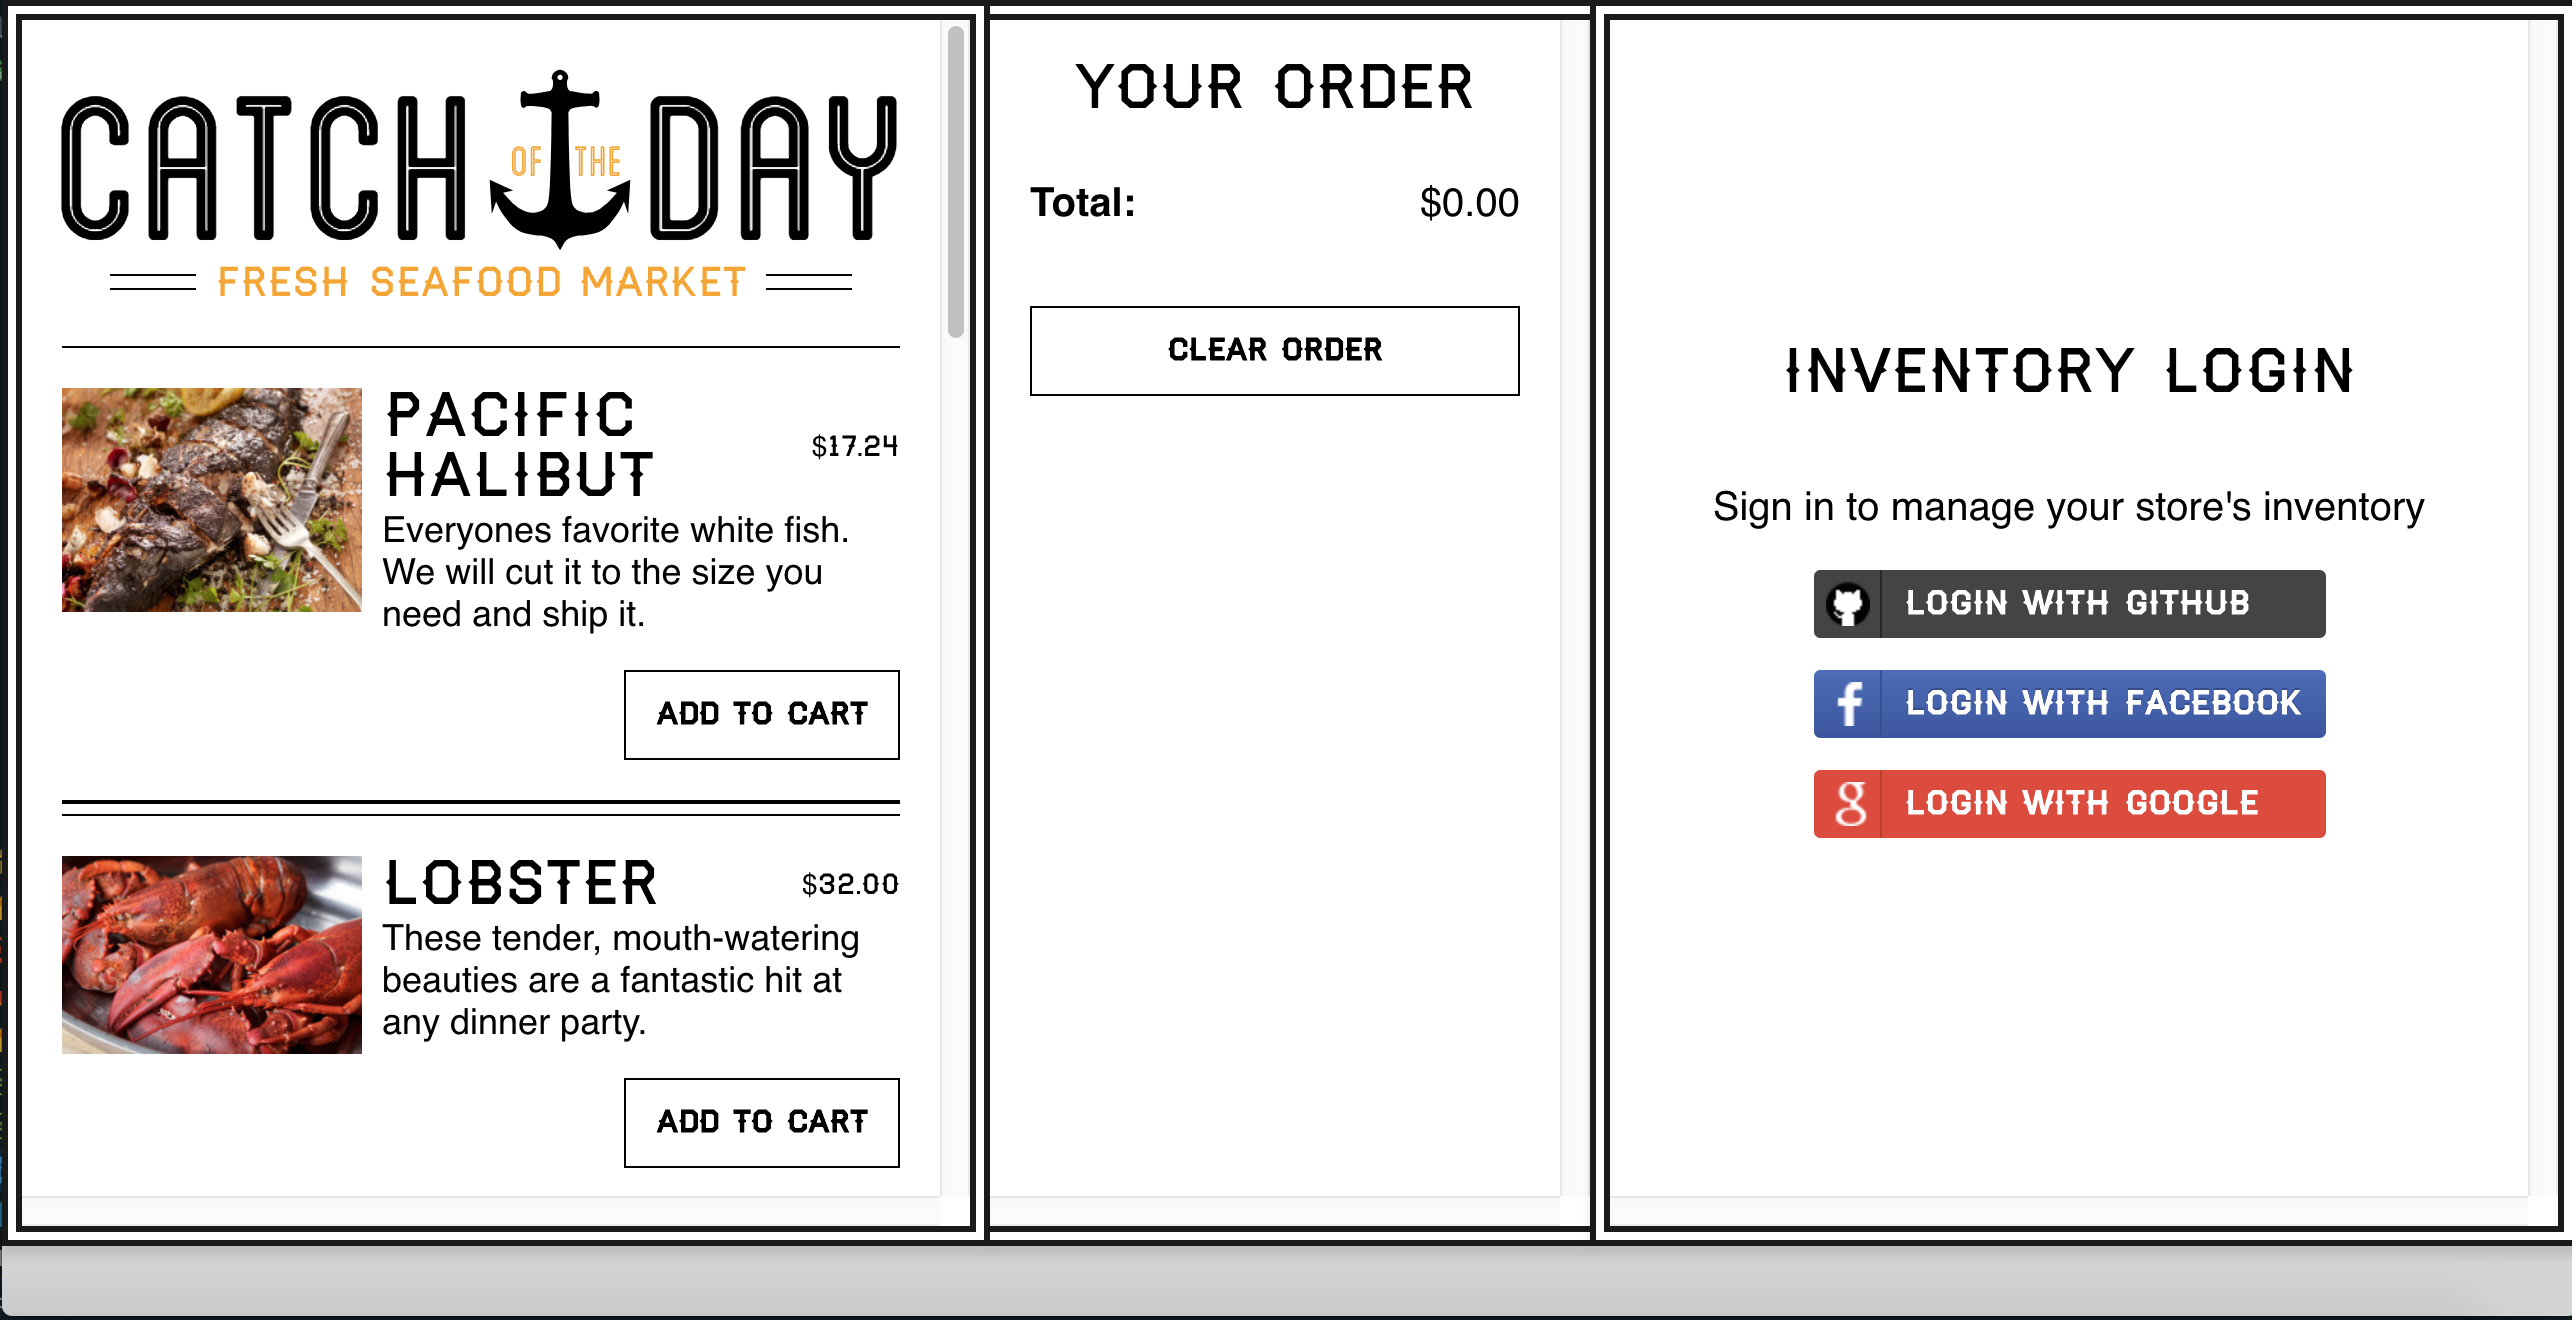 CATCH OF THE DAY
FRESH SEAFOOD MARKET
PACIFIC
HALIBUT
$17.24
Everyones favorite white fish.
We will cut it to the size you
need and ship it.
ADD TO CART
LOBSTER
$32.00
These tender, mouth-watering
beauties are a fantastic hit at
any dinner party.
ADD TO CART
YOUR ORDER
Total: $0.00
CLEAR ORDER
INVENTORY LOGIN
Sign in to manage your store's inventory
LOGIN WITH GITHUB
f LOGIN WITH FACEBOOK
g LOGIN WITH GOOGLE